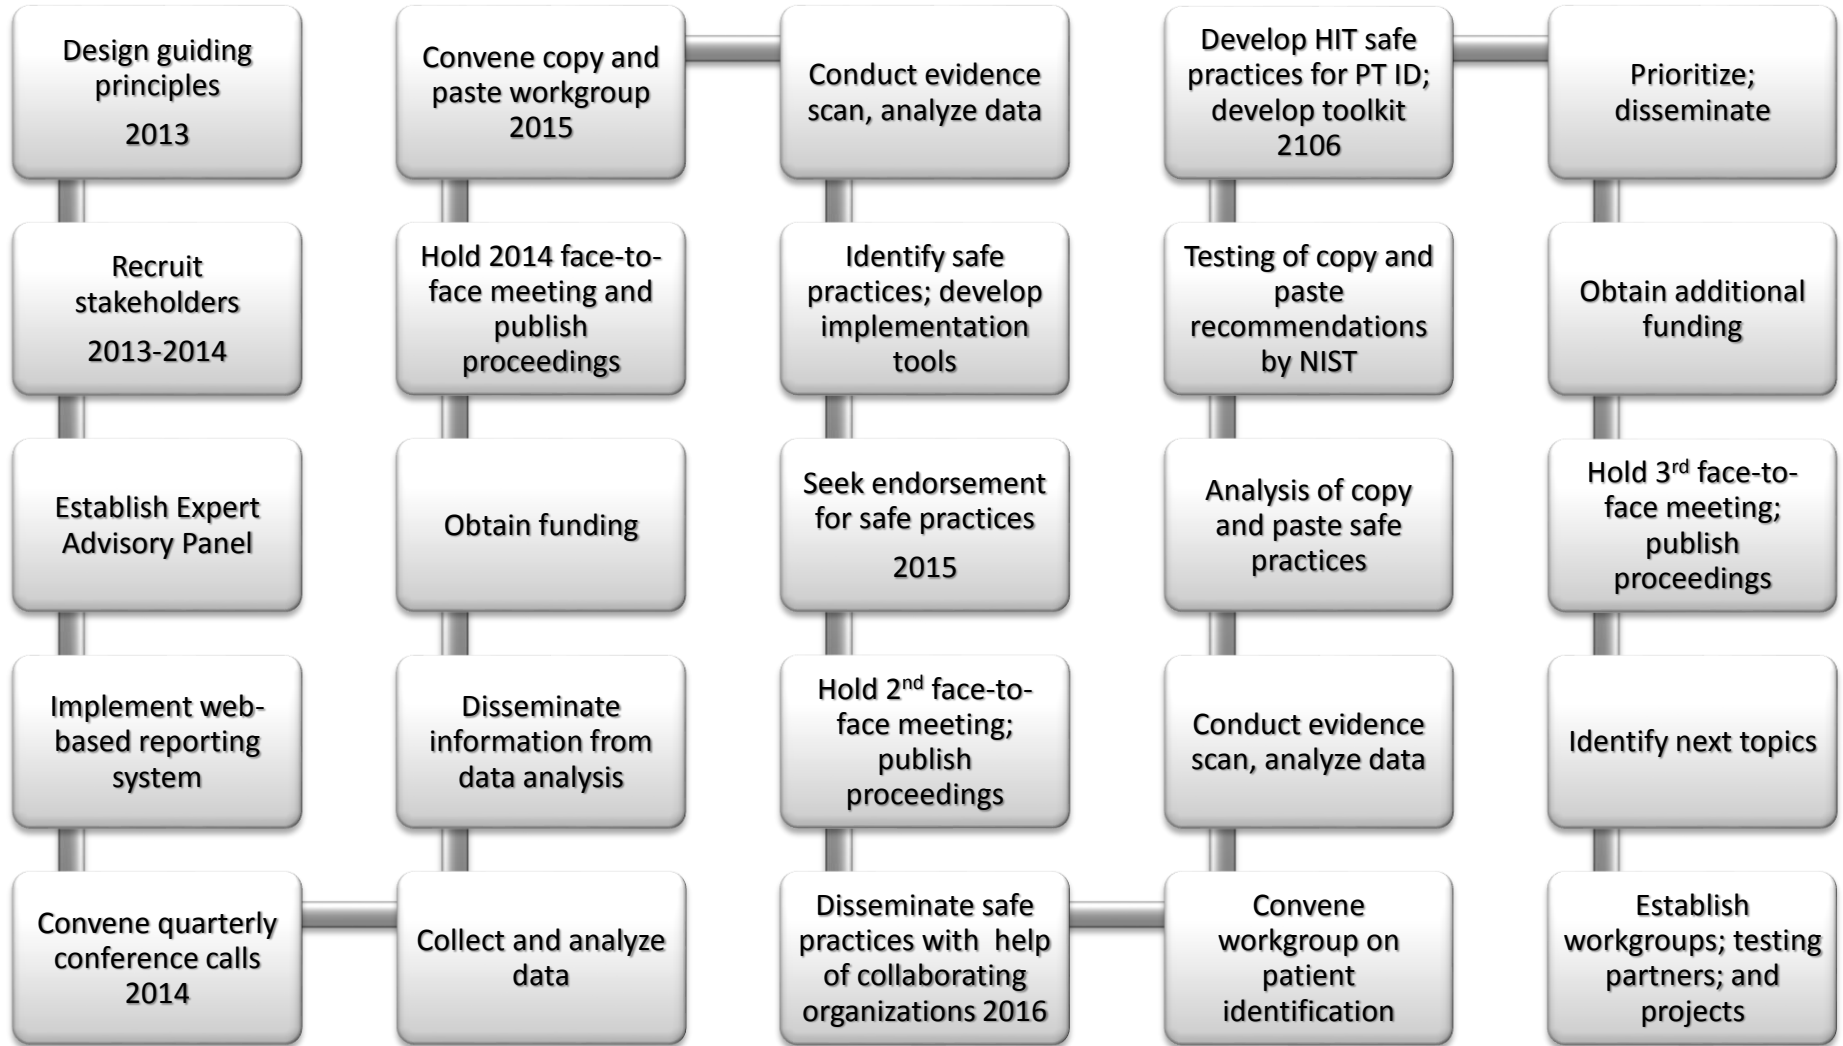 Design guiding
principles
2013
Recruit
stakeholders
2013-2014
Establish Expert
Advisory Panel
Implement web-
based reporting
system
Convene quarterly
conference calls
2014
Collect and analyze
data
Disseminate
information from
data analysis
Obtain funding
Hold 2014 face-to-
face meeting and
publish
proceedings
Convene copy and
paste workgroup
2015
Conduct evidence
scan, analyze data
Identify safe
practices; develop
implementation
tools
Seek endorsement
for safe practices
2015
Hold 2nd face-to-
face meeting;
publish
proceedings
Disseminate safe
practices with  help
of collaborating
organizations 2016
Convene
workgroup on
patient
identification
Conduct evidence
scan, analyze data
Analysis of copy
and paste safe
practices
Testing of copy and
paste
recommendations
by NIST
Develop HIT safe
practices for PT ID;
develop toolkit
2106
Prioritize;
disseminate
Obtain additional
funding
Hold 3rd face-to-
face meeting;
publish
proceedings
Identify next topics
Establish
workgroups; testing
partners; and
projects